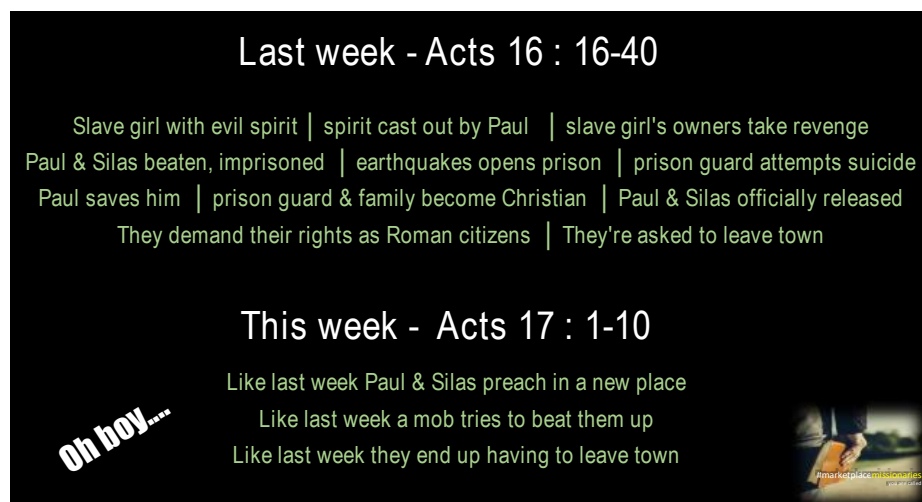 Last week - Acts 16 : 16-40
Slave girl with evil spirit | spirit cast out by Paul | slave girl's owners take revenge
Paul & Silas beaten, imprisoned | earthquakes opens prison | prison guard attempts suicide
Paul saves him | prison guard & family become Christian | Paul & Silas officially released
They demand their rights as Roman citizens | They're asked to leave town
This week - Acts 17 : 1-10
Like last week Paul & Silas preach in a new place
Like last week a mob tries to beat them up
Like last week they end up having to leave town
Oh boy....
#marketplacemissionaries